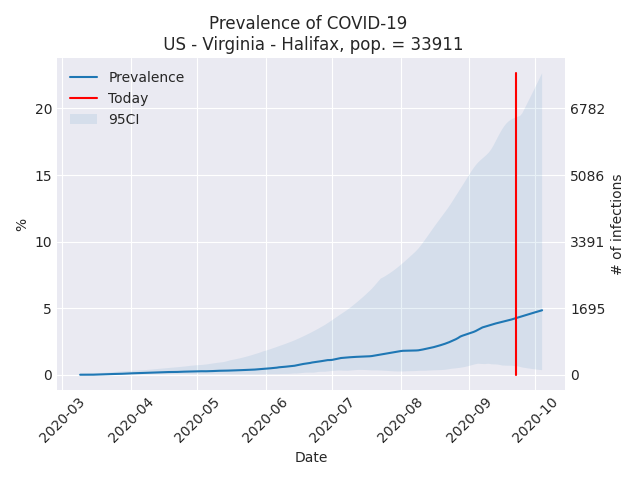 Prevalence of COVID-19
US - Virginia - Halifax, pop. = 33911
Prevalence
Today
95CI
20
15
10
5
0
%
6782
5086
3391
1695
0
# of infections
2020-03
2020-04
2020-05
2020-06
2020-07
2020-08
2020-09
2020-10
Date